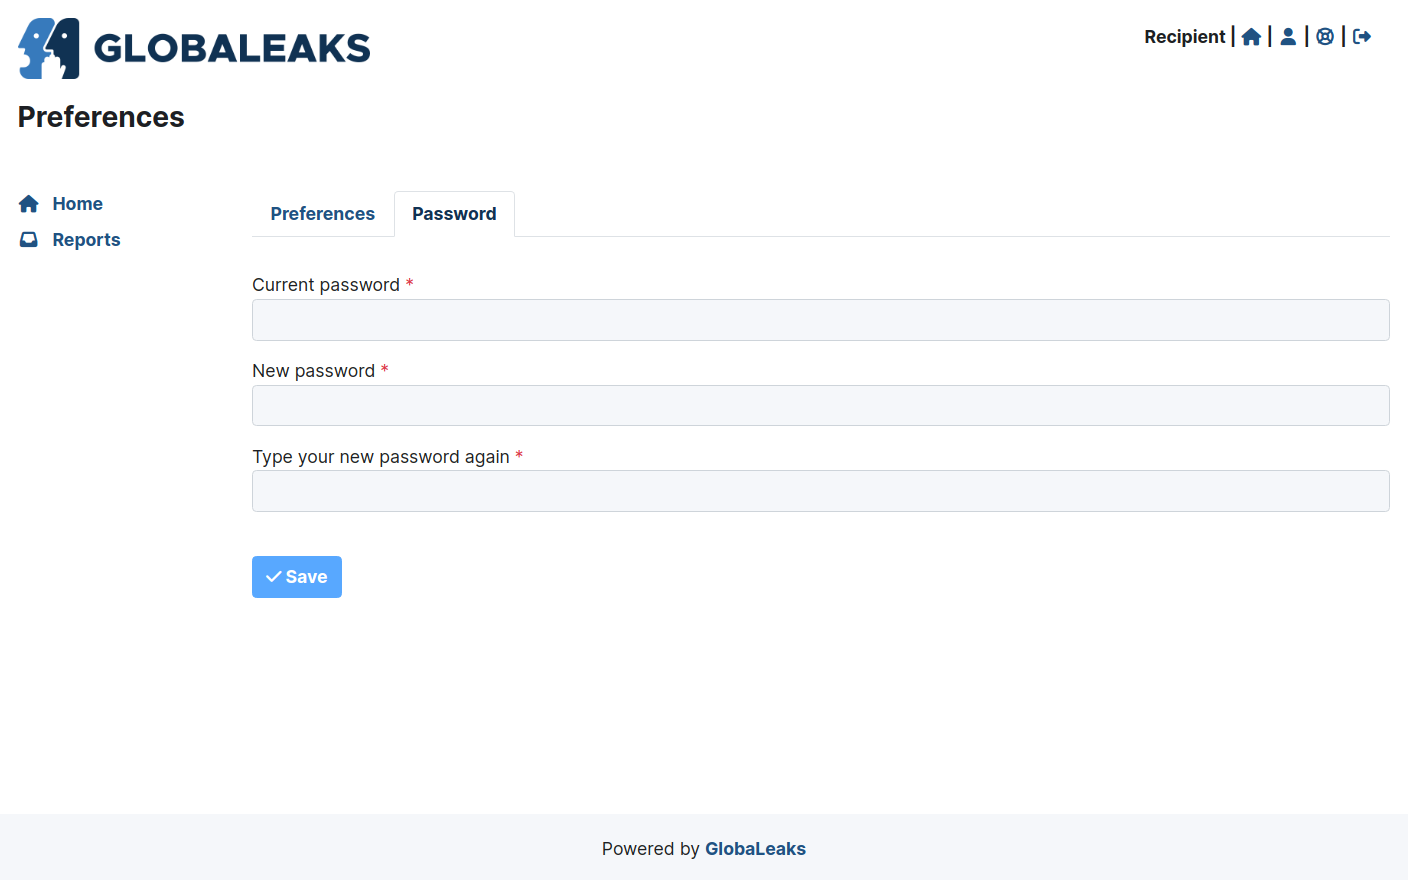 GLOBALEAKS
Recipient | | | |
Preferences
Home
Reports
Preferences
Password
Current password *
New password *
Type your new password again *
Save
Powered by GlobaLeaks